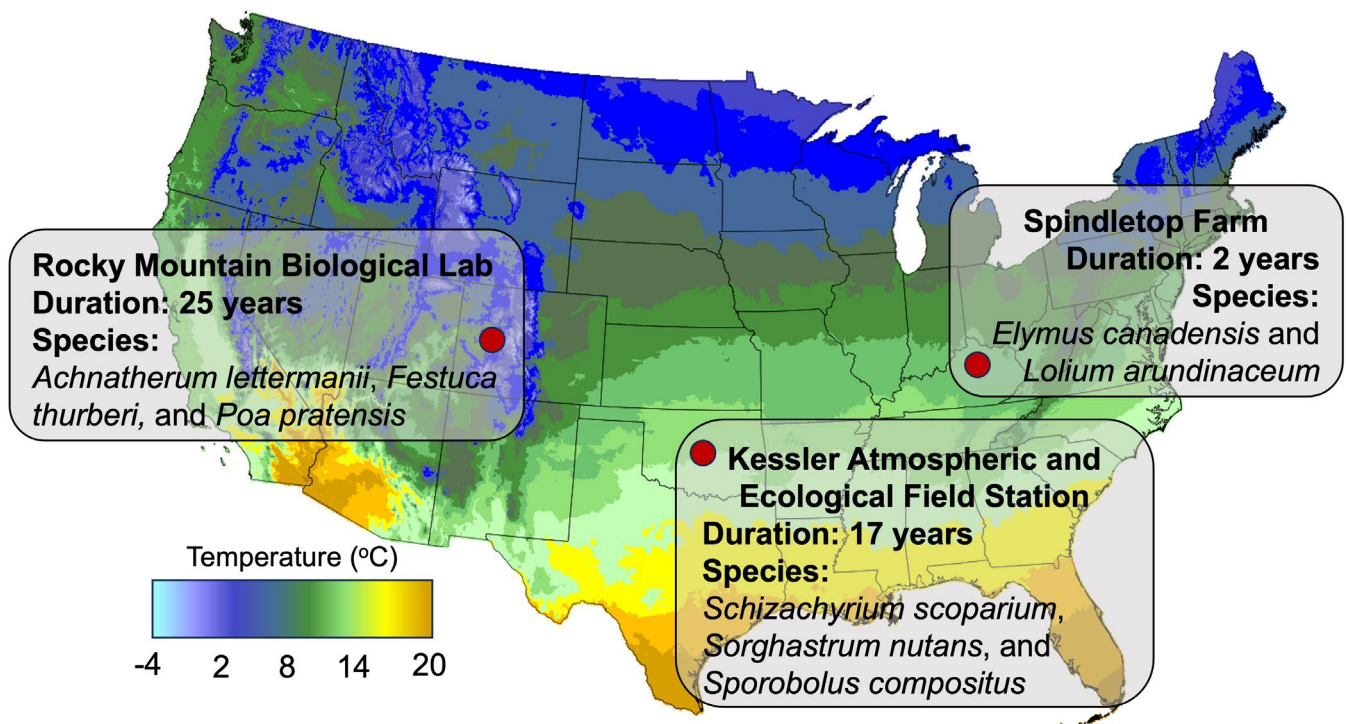 Rocky Mountain Biological Lab
Duration: 25 years
Species:
Achnatherum lettermanii, Festuca
thurberi, and Poa pratensis
Spindletop Farm
Duration: 2 years
Species:
Elymus canadensis and
Lolium arundinaceum
Kessler Atmospheric and
Ecological Field Station
Duration: 17 years
Species:
Schizachyrium scoparium,
Sorghastrum nutans, and
Sporobolus compositus
Temperature (ºC)
-4 2 8 14 20